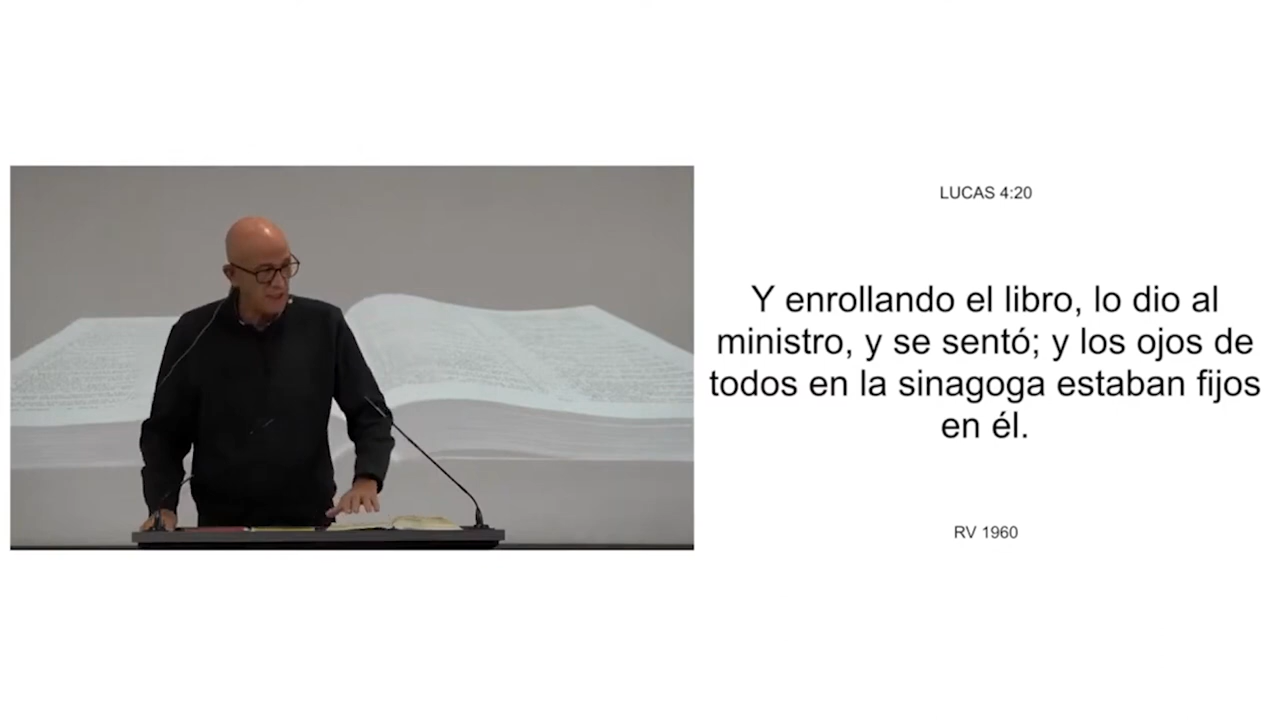 LUCAS 4:20
Y enrollando el libro, lo dio al
ministro, y se sentó; y los ojos de
todos en la sinagoga estaban fijos
en él.
RV 1960